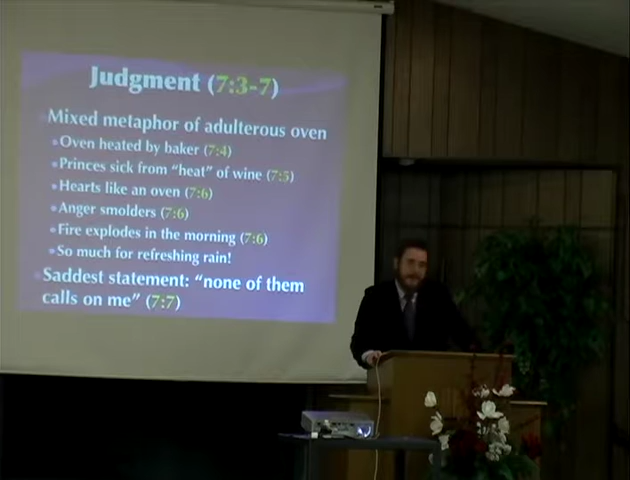 Judgment (7:3-7)
Mixed metaphor of adulterous oven
Oven heated by baker (7:4)
Princes sick from "heat" of wine (7:5)
Hearts like an oven (7:6)
Anger smolders (7:6)
Fire explodes in the morning (7:6)
So much for refreshing rain!
Saddest statement: "none of them
calls on me" (7:7)